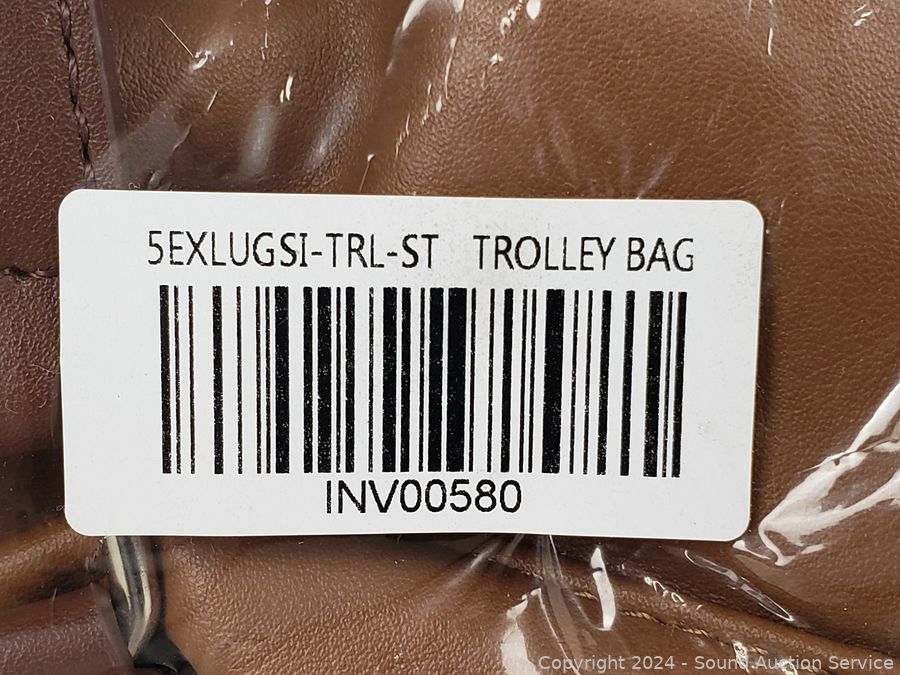 5EXLUGSI-TRL-ST TROLLEY BAG
INV00580
Copyright 2024 - Sound Auction Service